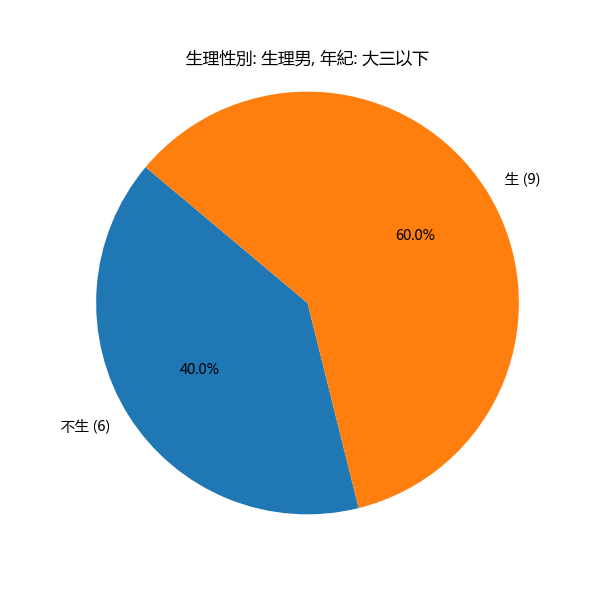 生理性別: 生理男, 年紀: 大三以下
生 (9)
60.0%
40.0%
不生 (6)